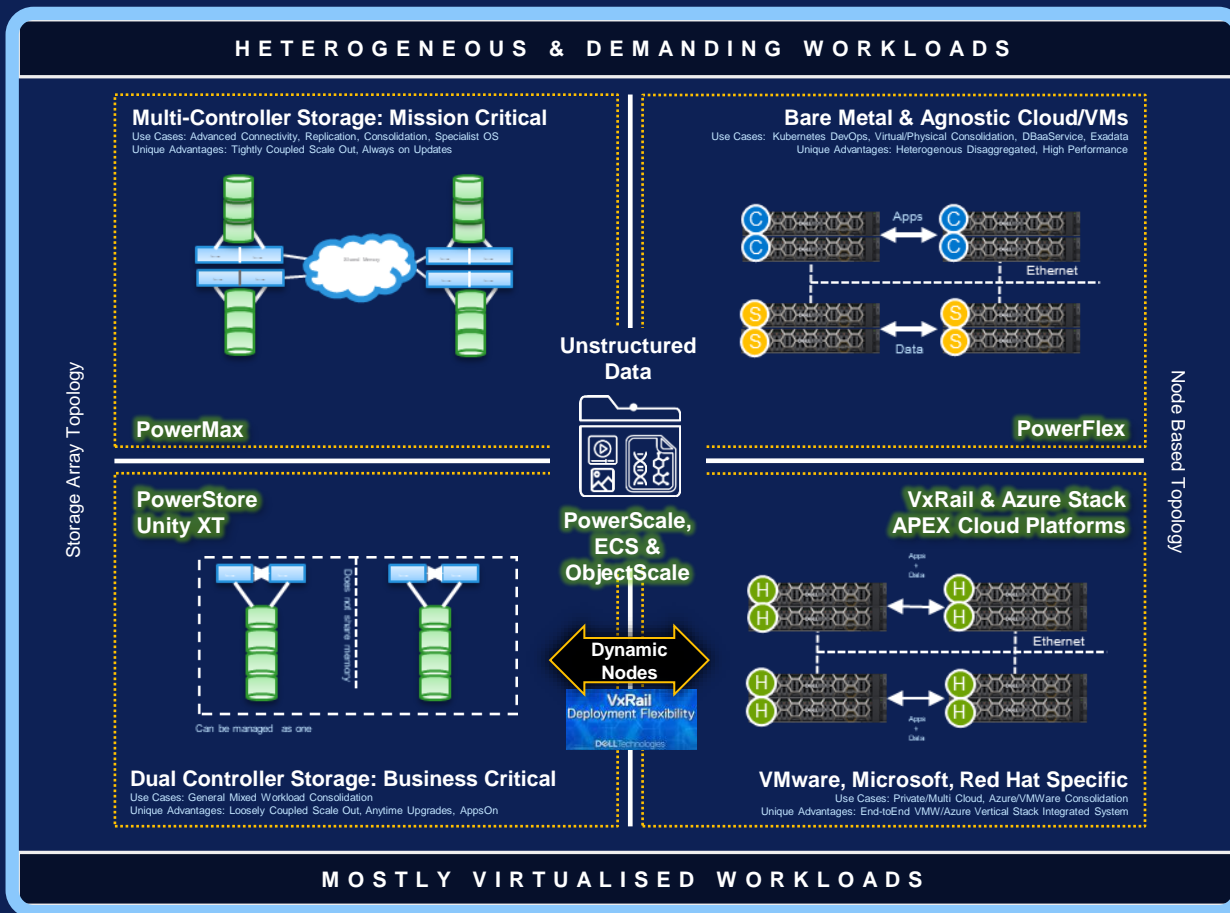 HETEROGENEOUS & DEMANDING WORKLOADS
Multi-Controller Storage: Mission Critical
Use Cases: Advanced Connectivity, Replication, Consolidation, Specialist OS
Unique Advantages: Tightly Coupled Scale Out, Always on Updates
Shared Memory
PowerMax
Bare Metal & Agnostic Cloud/VMs
Use Cases: Kubernetes DevOps, Virtual/Physical Consolidation, DBaaService, Exadata
Unique Advantages: Heterogenous Disaggregated, High Performance
C
C
Apps
C
C
Ethernet
S
S
Data
S
S
PowerFlex
Storage Array Topology
Node Based Topology
Unstructured
Data
PowerScale,
ECS &
ObjectScale
PowerStore
Unity XT
Does not share memory
Can be managed as one
Dual Controller Storage: Business Critical
Use Cases: General Mixed Workload Consolidation
Unique Advantages: Loosely Coupled Scale Out, Anytime Upgrades, AppsOn
Dynamic
Nodes
VxRail
Deployment Flexibility
DELLTechnologies
VxRail & Azure Stack
APEX Cloud Platforms
Apps
+
Data
H
H
H
H
Ethernet
H
H
H
H
Apps
+
Data
VMware, Microsoft, Red Hat Specific
Use Cases: Private/Multi Cloud, Azure/VMWare Consolidation
Unique Advantages: End-toEnd VMW/Azure Vertical Stack Integrated System
MOSTLY VIRTUALISED WORKLOADS